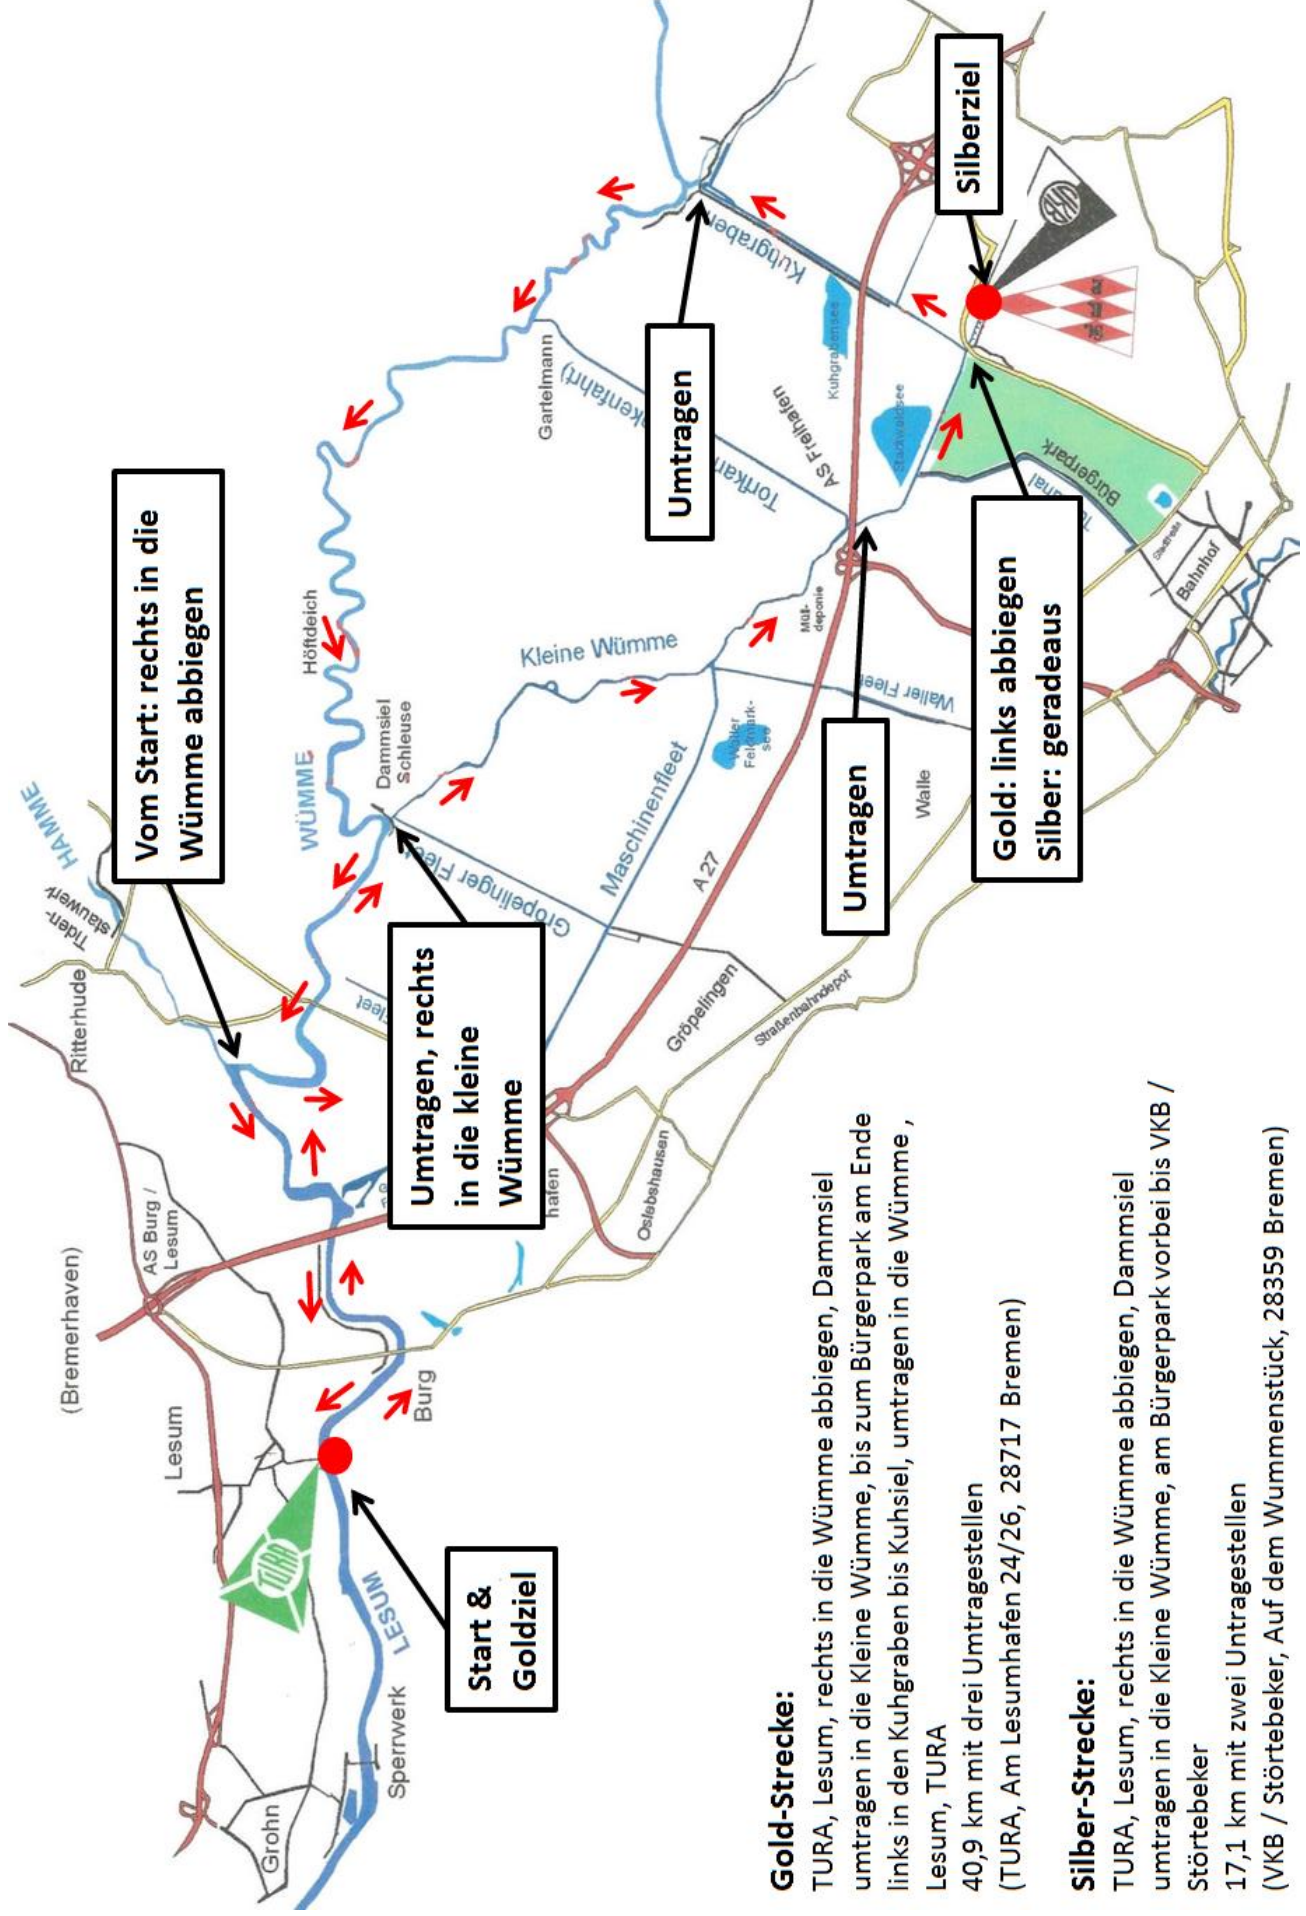 Vom Start: rechts in die
Wümme abbiegen
HAMME
Tiden-
stauwerk
Ritterhude
(Bremerhaven)
AS Burg /
Lesum
Lesum
Grohn
TURA
LESUM
Sperrwerk
Start &
Goldziel
Burg
WÜMME
Höftdeich
Dammsiel
Schleuse
Umtragen, rechts
in die kleine
Wümme
Fleet
hafen
Gröpelinger Fleet
Kleine Wümme
Maschinenfleet
Waller
Feldmark-
see
Waller Fleet
Müll-
deponie
A 27
Gröpelingen
Straßenbahndepot
Oslebshausen
Walle
Umtragen
Gartelmann
Torfkan
kenfahrt)
AS Freihafen
Umtragen
Kuhgraben
Kuhgrabensee
Stadtwaldsee
Silberziel
VKB
Bürgerpark
anal
Stadthalle
Bahnhof
Gold: links abbiegen
Silber: geradeaus
Gold-Strecke:
TURA, Lesum, rechts in die Wümme abbiegen, Dammsiel
umtragen in die Kleine Wümme, bis zum Bürgerpark am Ende
links in den Kuhgraben bis Kuhsiel, umtragen in die Wümme ,
Lesum, TURA
40,9 km mit drei Umtragestellen
(TURA, Am Lesumhafen 24/26, 28717 Bremen)
Silber-Strecke:
TURA, Lesum, rechts in die Wümme abbiegen, Dammsiel
umtragen in die Kleine Wümme, am Bürgerpark vorbei bis VKB /
Störtebeker
17,1 km mit zwei Untragestellen
(VKB / Störtebeker, Auf dem Wummenstück, 28359 Bremen)